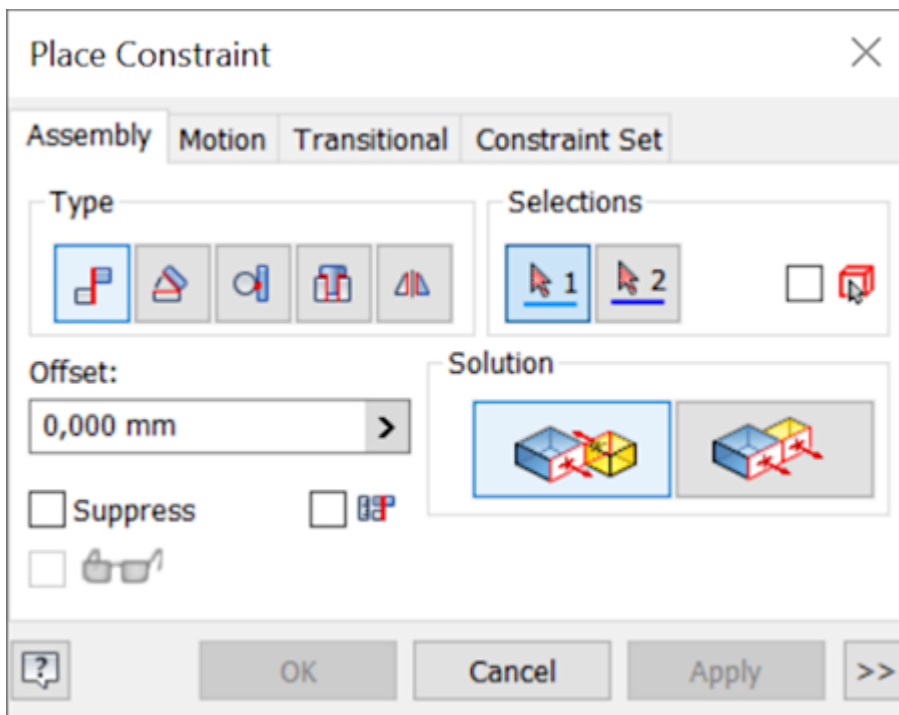 Place Constraint
Assembly Motion Transitional Constraint Set
Type Selections
1 2
Offset: Solution
0,000 mm >
Suppress
? OK Cancel Apply >>